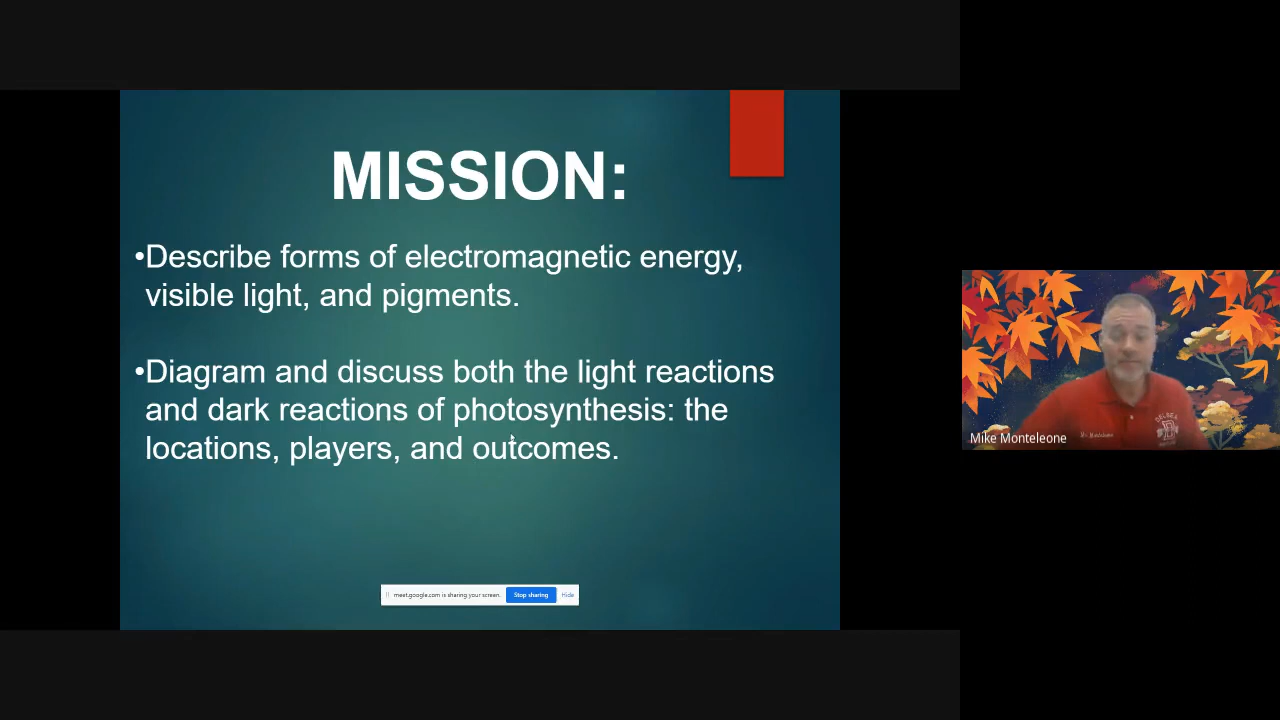 MISSION:
•Describe forms of electromagnetic energy,
visible light, and pigments.
•Diagram and discuss both the light reactions
and dark reactions of photosynthesis: the
locations, players, and outcomes.
meet.google.com is sharing your screen. Stop sharing Hide
Mike Monteleone